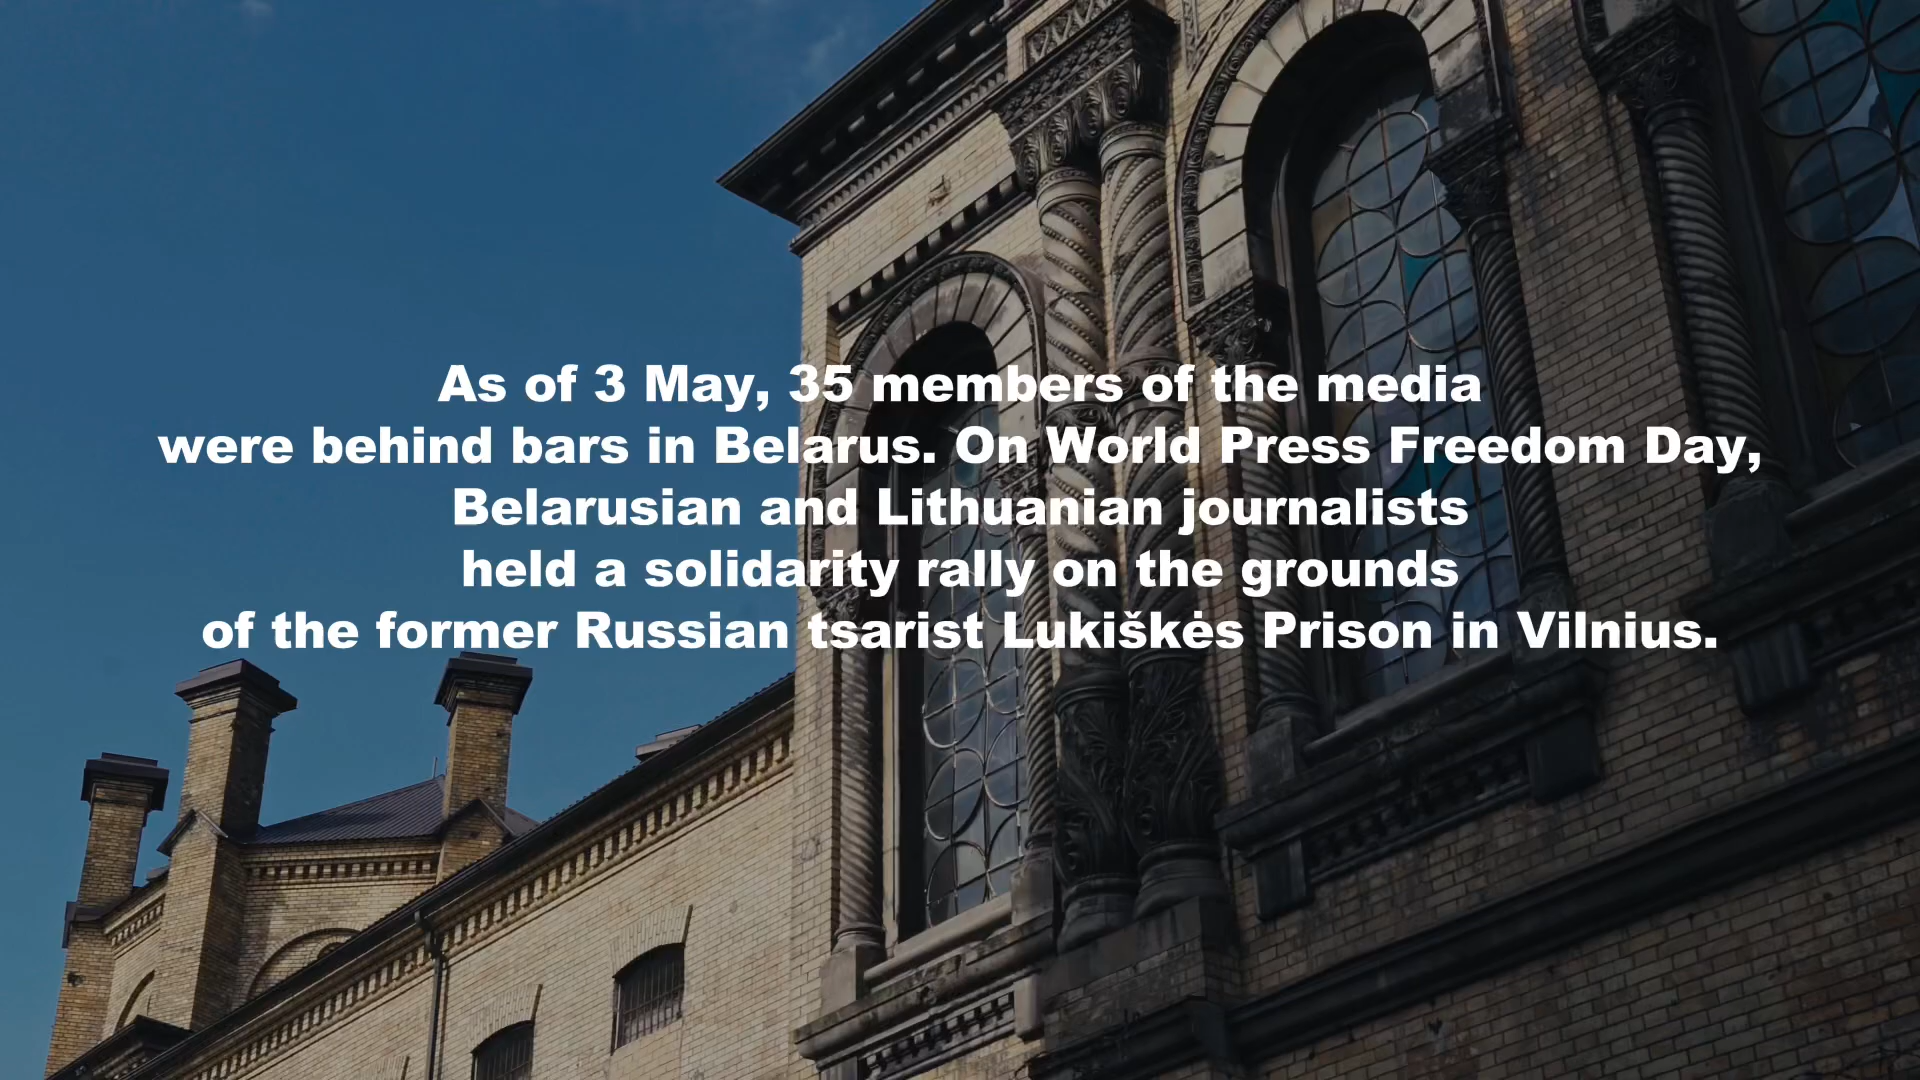 As of 3 May, 35 members of the media
were behind bars in Belarus. On World Press Freedom Day,
Belarusian and Lithuanian journalists
held a solidarity rally on the grounds
of the former Russian tsarist Lukiškės Prison in Vilnius.